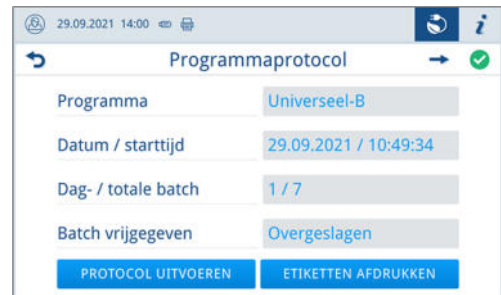 29.09.2021 14:00
i
Programmaprotocol
Programma Universeel-B
Datum / starttijd 29.09.2021 / 10:49:34
Dag- / totale batch 1 / 7
Batch vrijgegeven Overgeslagen
PROTOCOL UITVOEREN ETIKETTEN AFDRUKKEN